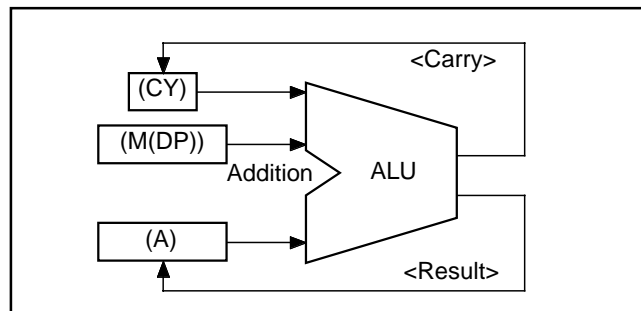 <Carry>
(CY)
(M(DP))
Addition
ALU
(A)
<Result>